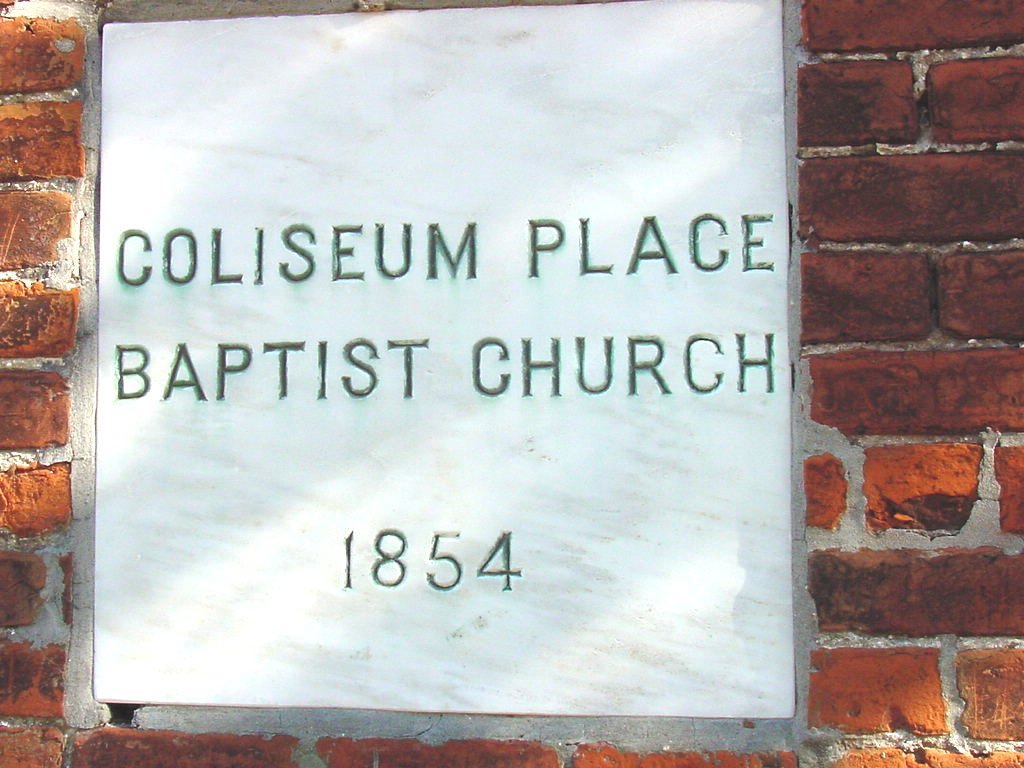 COLISEUM PLACE
BAPTIST CHURCH
1854